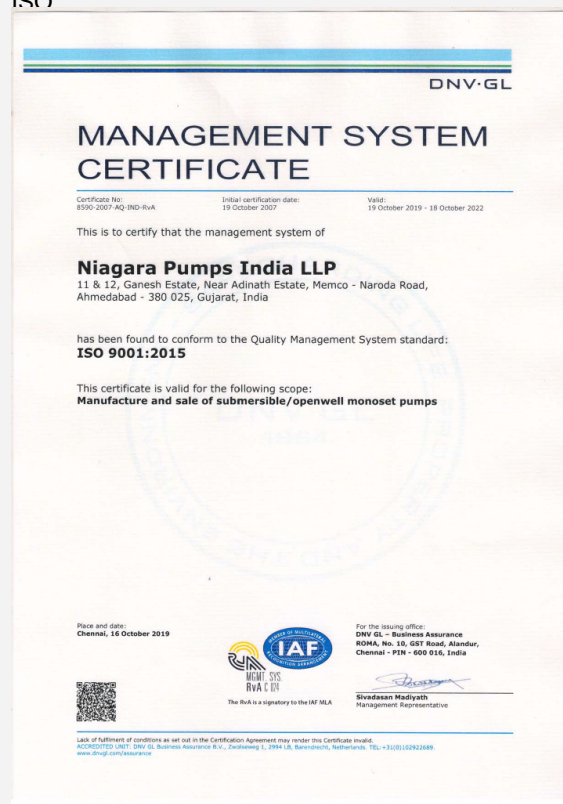 ISO
DNV·GL
MANAGEMENT SYSTEM
CERTIFICATE
Certificate No:
8590-2007-AQ-IND-RvA
Initial certification date:
19 October 2007
Valid:
19 October 2019 - 18 October 2022
This is to certify that the management system of
Niagara Pumps India LLP
11 & 12, Ganesh Estate, Near Adinath Estate, Memco - Naroda Road,
Ahmedabad - 380 025, Gujarat, India
has been found to conform to the Quality Management System standard:
ISO 9001:2015
This certificate is valid for the following scope:
Manufacture and sale of submersible/openwell monoset pumps
Place and date:
Chennai, 16 October 2019
MEMBER OF MULTILATERAL
RECOGNITION ARRANGEMENT
IAF
MGMT. SYS.
RvA C 024
The RvA is a signatory to the IAF MLA
For the issuing office:
DNV GL – Business Assurance
ROMA, No. 10, GST Road, Alandur,
Chennai - PIN - 600 016, India
Sivadasan Madiyath
Management Representative
Lack of fulfilment of conditions as set out in the Certification Agreement may render this Certificate invalid.
ACCREDITED UNIT: DNV GL Business Assurance B.V., Zwolseweg 1, 2994 LB, Barendrecht, Netherlands. TEL:+31(0)102922689.
www.dnvgl.com/assurance